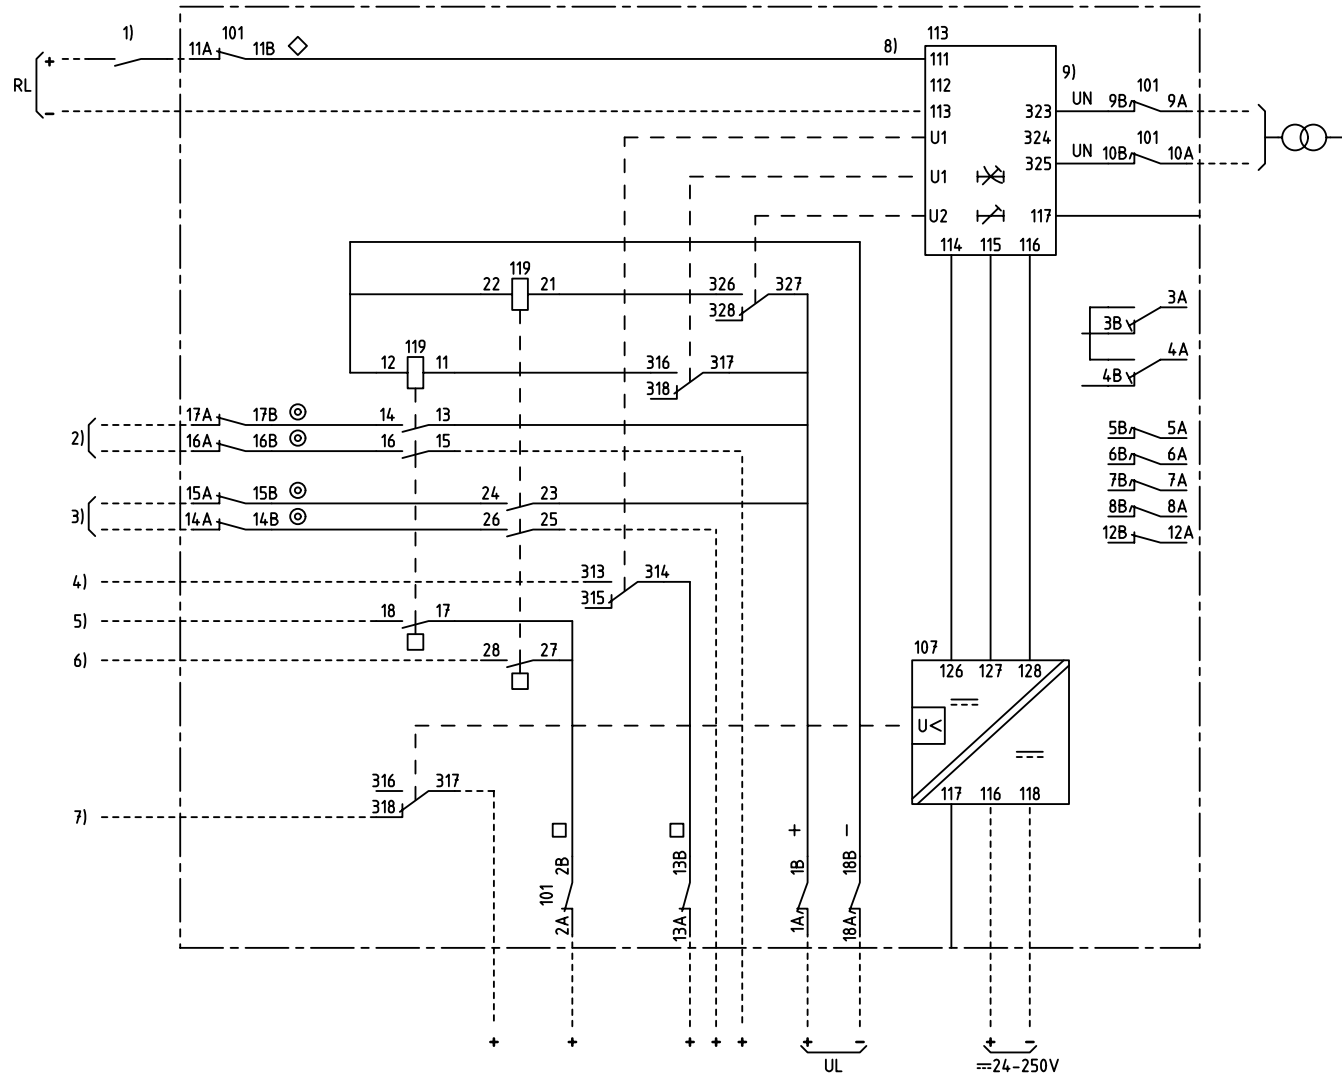 1)
101
113
11A
11B
8)
+
111
RL
9)
112
UN
9B
101
9A
-
113
323
U1
324
101
UN
10B
10A
325
U1
U2
117
114
115
116
119
22
21
326
327
328
3A
3B
119
12
11
316
317
318
4A
4B
17A
17B
14
13
2)
16A
16B
16
15
5B
5A
6B
6A
7B
7A
8B
8A
12B
12A
15A
15B
24
23
3)
14A
14B
26
25
4)
313
314
315
5)
18
17
6)
28
27
107
126
127
128
U<
316
317
318
7)
117
116
118
+
-
2B
13B
1B
18B
101
2A
13A
1A
18A
+
+
+
+
+
+
-
+
-
UL
24-250V